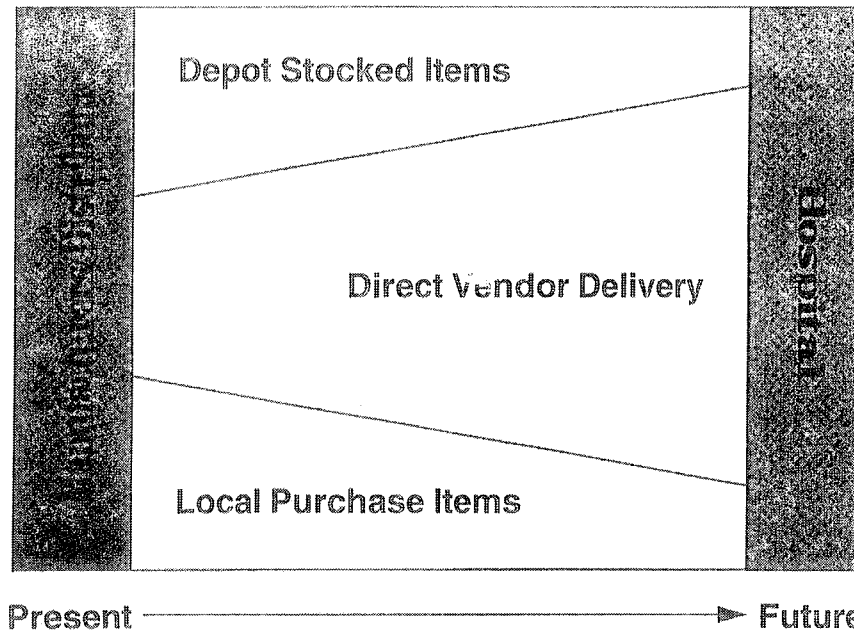 Depot Stocked Items
Direct Vendor Delivery
Local Purchase Items
Hospital
Present
Future